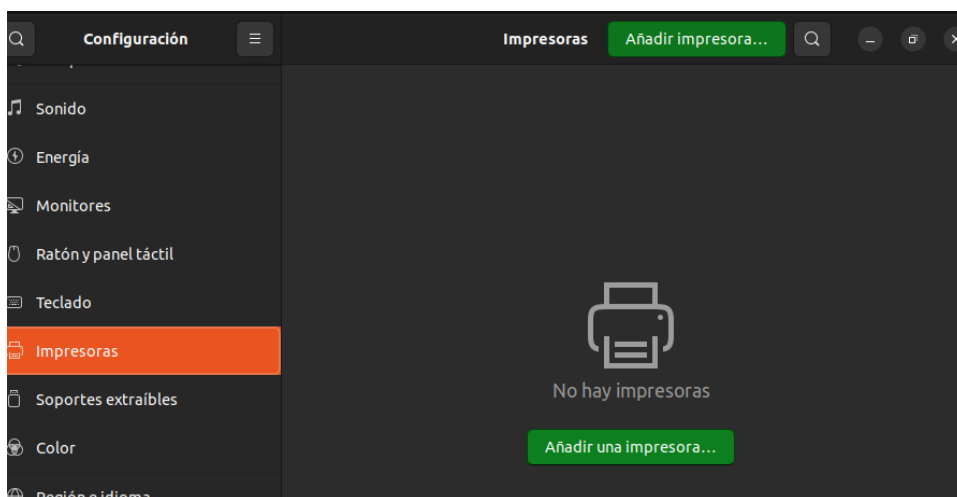 Configuración
Impresoras
Añadir impresora...
Sonido
Energía
Monitores
Ratón y panel táctil
Teclado
Impresoras
Soportes extraíbles
Color
No hay impresoras
Añadir una impresora...